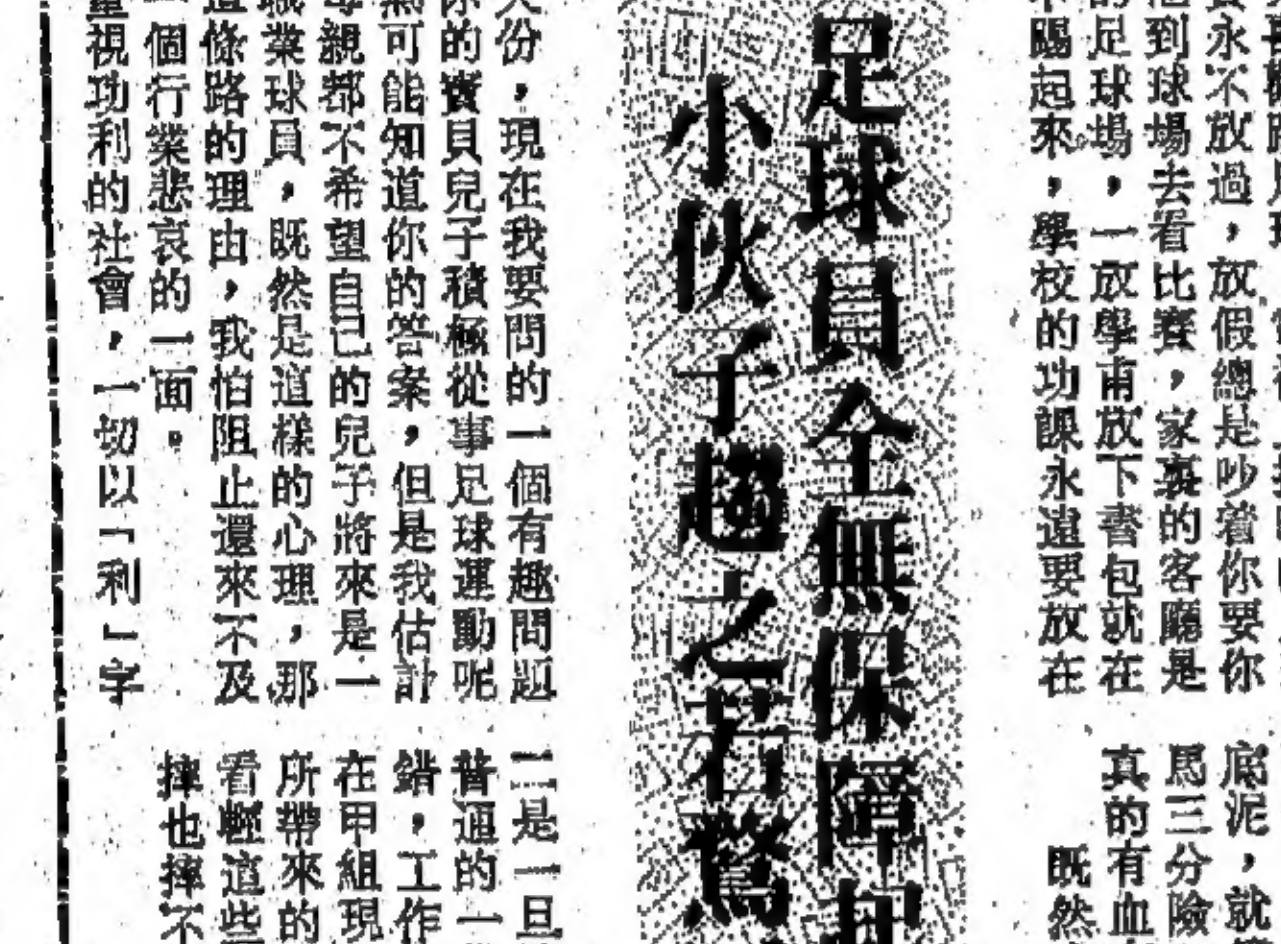 永不放過，放假總是吵着你要你
到球場去看比賽，家裏的客廳是
足球場，一放學甫放下書包就在
踢起來，學校的功課永遠要放在
底泥，就
馬三分險
真的有血
既然
足球員全無保障
小伙子趨之若鶩
份，現在我要問的一個有趣問題
的寶貝兒子積極從事足球運動呢
可能知道你的答案，但是我估計
親都不希望自己的兒子將來是一
職業球員，既然是這樣的心理，那
這條路的理由，我怕阻止還來不及
一個行業悲哀的一面。
重視功利的社會，一切以「利」字
二是一旦
普通的一
錯，工作
在甲組現
所帶來的
看輕這些
摔也摔不